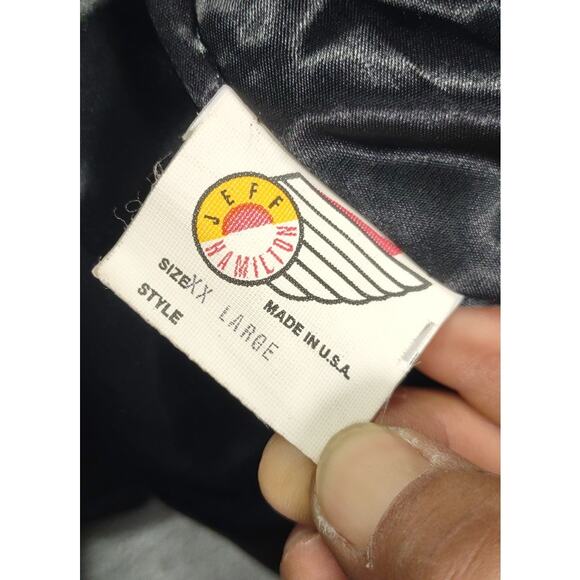 JEFF
HAMILTON
MADE IN U.S.A.
SIZE XX LARGE
STYLE